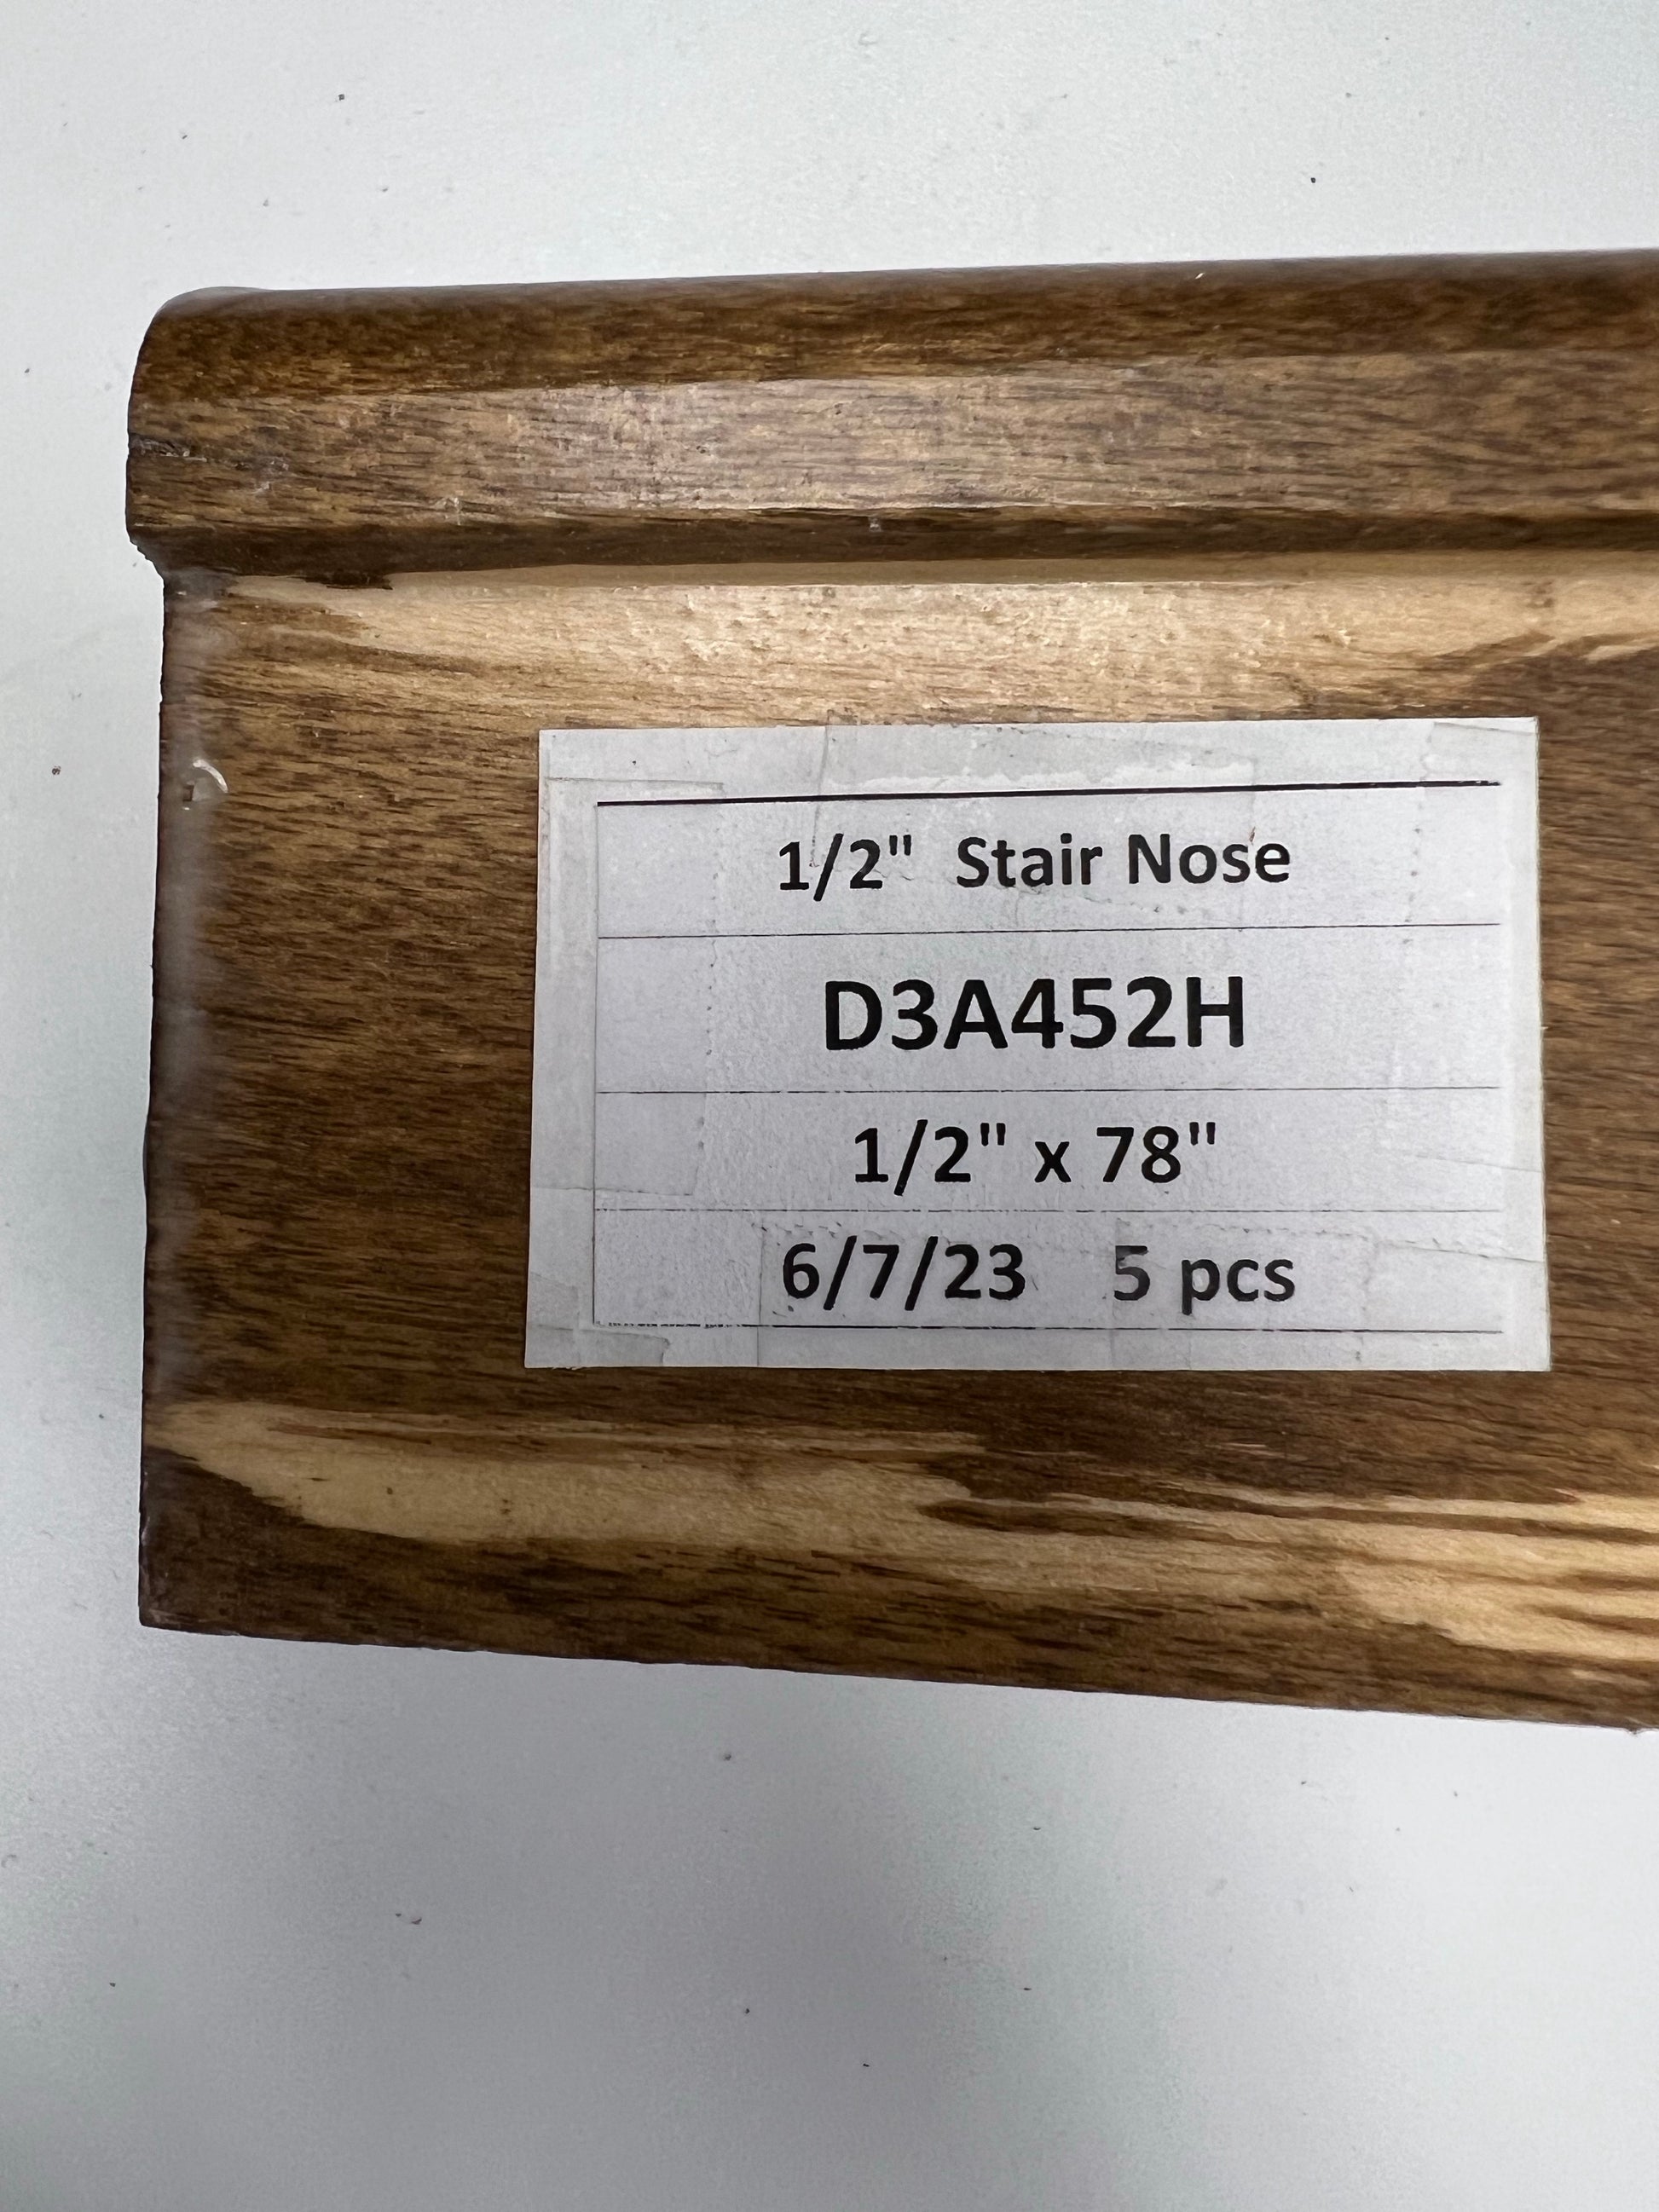 1/2" Stair Nose
D3A452H
1/2" x 78"
6/7/23 5 pcs